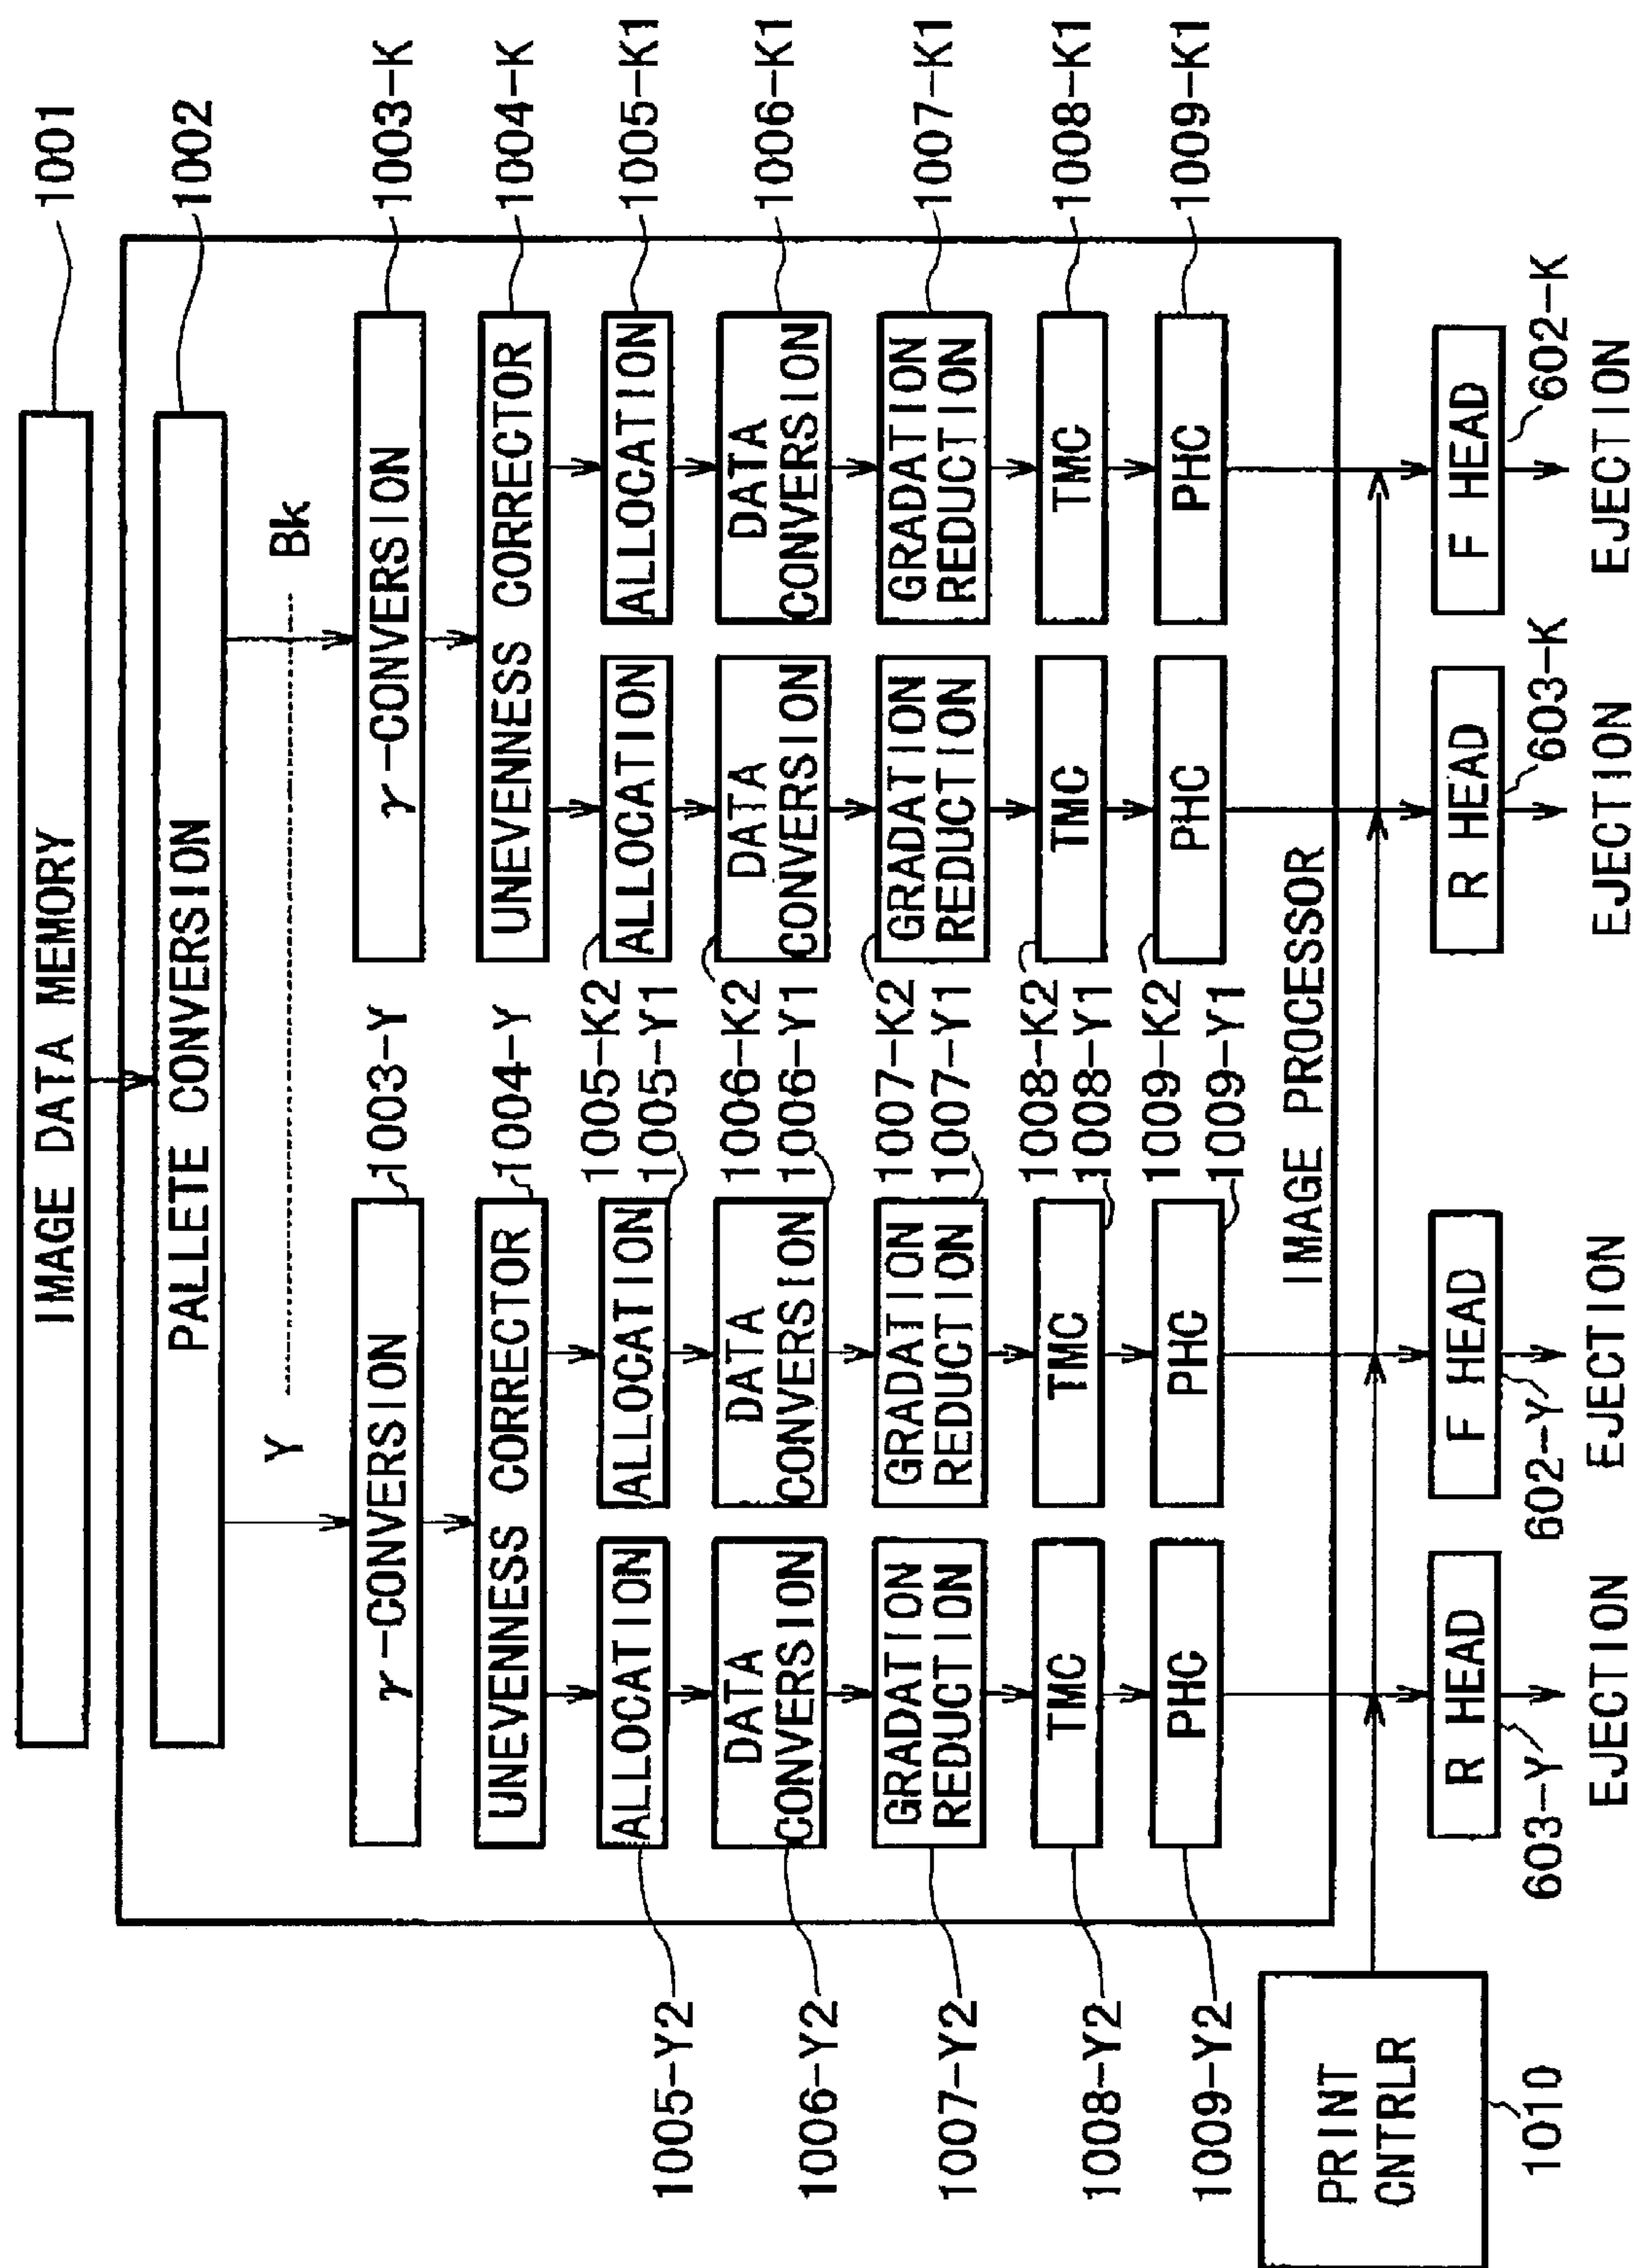 IMAGE DATA MEMORY
1001
PALLETE CONVERSION
1002
Y
Bk
γ-CONVERSION
1003-Y
γ-CONVERSION
1003-K
UNEVENNESS CORRECTOR
1004-Y
UNEVENNESS CORRECTOR
1004-K
1005-Y2
ALLOCATION
ALLOCATION
1005-K2
1005-Y1
ALLOCATION
ALLOCATION
1005-K1
1006-Y2
DATA
CONVERSION
DATA
CONVERSION
1006-K2
1006-Y1
DATA
CONVERSION
DATA
CONVERSION
1006-K1
1007-Y2
GRADATION
REDUCTION
GRADATION
REDUCTION
1007-K2
1007-Y1
GRADATION
REDUCTION
GRADATION
REDUCTION
1007-K1
1008-Y2
TMC
TMC
1008-K2
1008-Y1
TMC
TMC
1008-K1
1009-Y2
PHC
PHC
1009-K2
1009-Y1
PHC
PHC
1009-K1
IMAGE PROCESSOR
PRINT
CNTRLR
1010
R HEAD
603-Y
F HEAD
602-Y
R HEAD
603-K
F HEAD
602-K
EJECTION
EJECTION
EJECTION
EJECTION